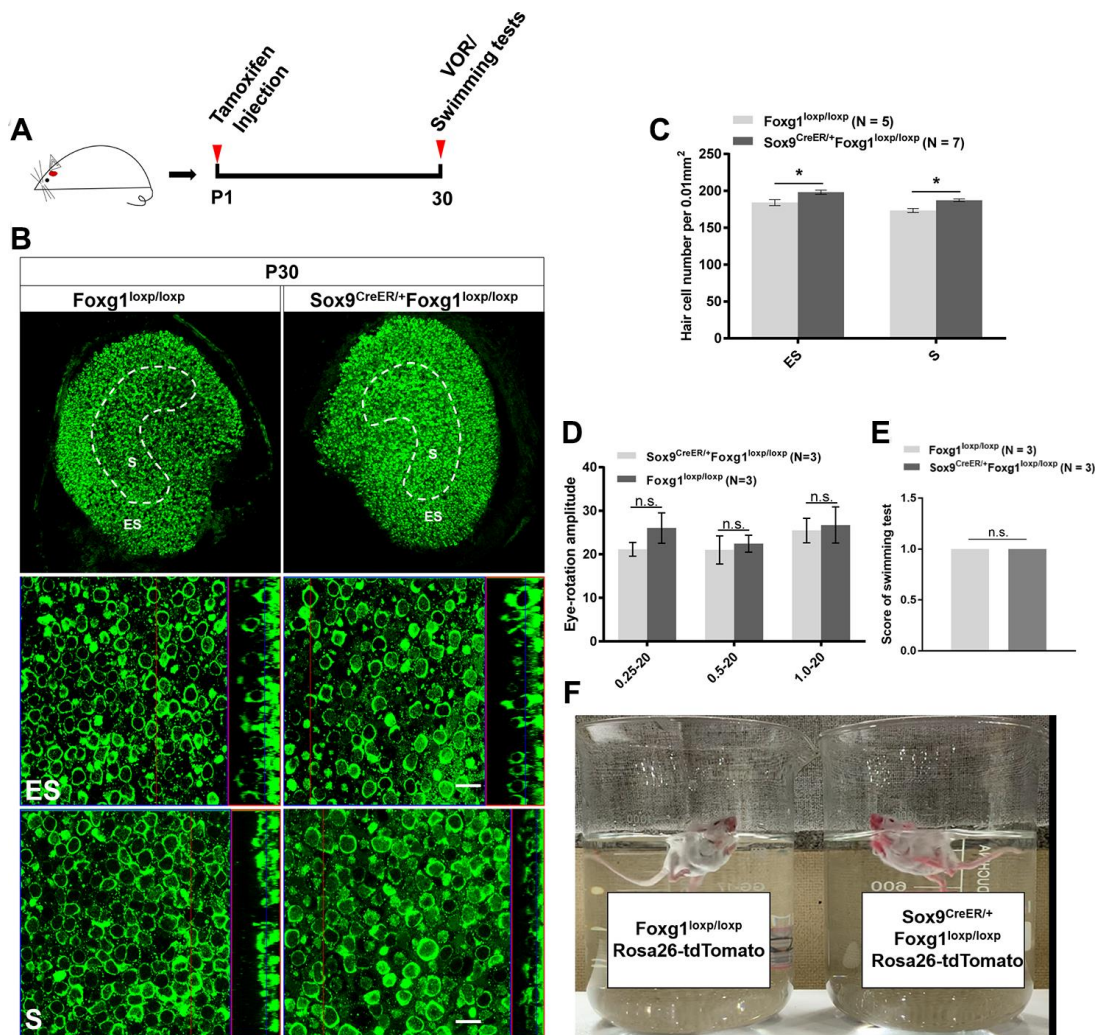 A
Tamoxifen
Injection
VOR/
Swimming tests
P1
30
B
P30
Foxg1loxp/loxp
Sox9CreER/+Foxg1loxp/loxp
S
ES
S
ES
ES
S
C
Foxg1loxp/loxp (N = 5)
Sox9CreER/+Foxg1loxp/loxp (N = 7)
Hair cell number per 0.01mm2
250
200
150
100
50
0
*
*
ES
S
D
Sox9CreER/+Foxg1loxp/loxp (N=3)
Foxg1loxp/loxp (N=3)
Eye-rotation amplitude
40
30
20
10
0
n.s.
n.s.
n.s.
0.25-20
0.5-20
1.0-20
E
Foxg1loxp/loxp (N = 3)
Sox9CreER/+Foxg1loxp/loxp (N = 3)
Score of swimming test
1.5
1.0
0.5
0.0
n.s.
F
600
Foxg1loxp/loxp
Rosa26-tdTomato
Sox9CreER/+
Foxg1loxp/loxp
Rosa26-tdTomato